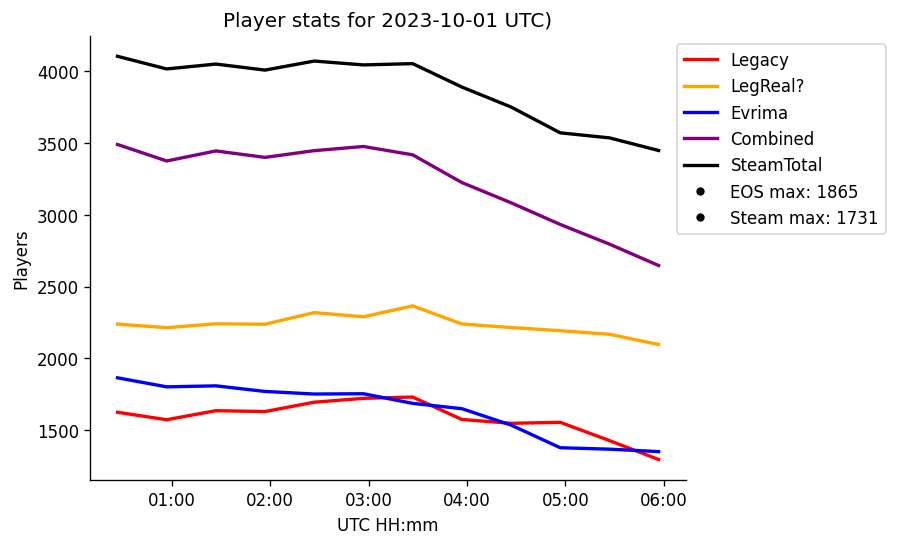 Player stats for 2023-10-01 UTC)
Legacy
LegReal?
Evrima
Combined
SteamTotal
EOS max: 1865
Steam max: 1731
Players
4000
3500
3000
2500
2000
1500
01:00 02:00 03:00 04:00 05:00 06:00
UTC HH:mm